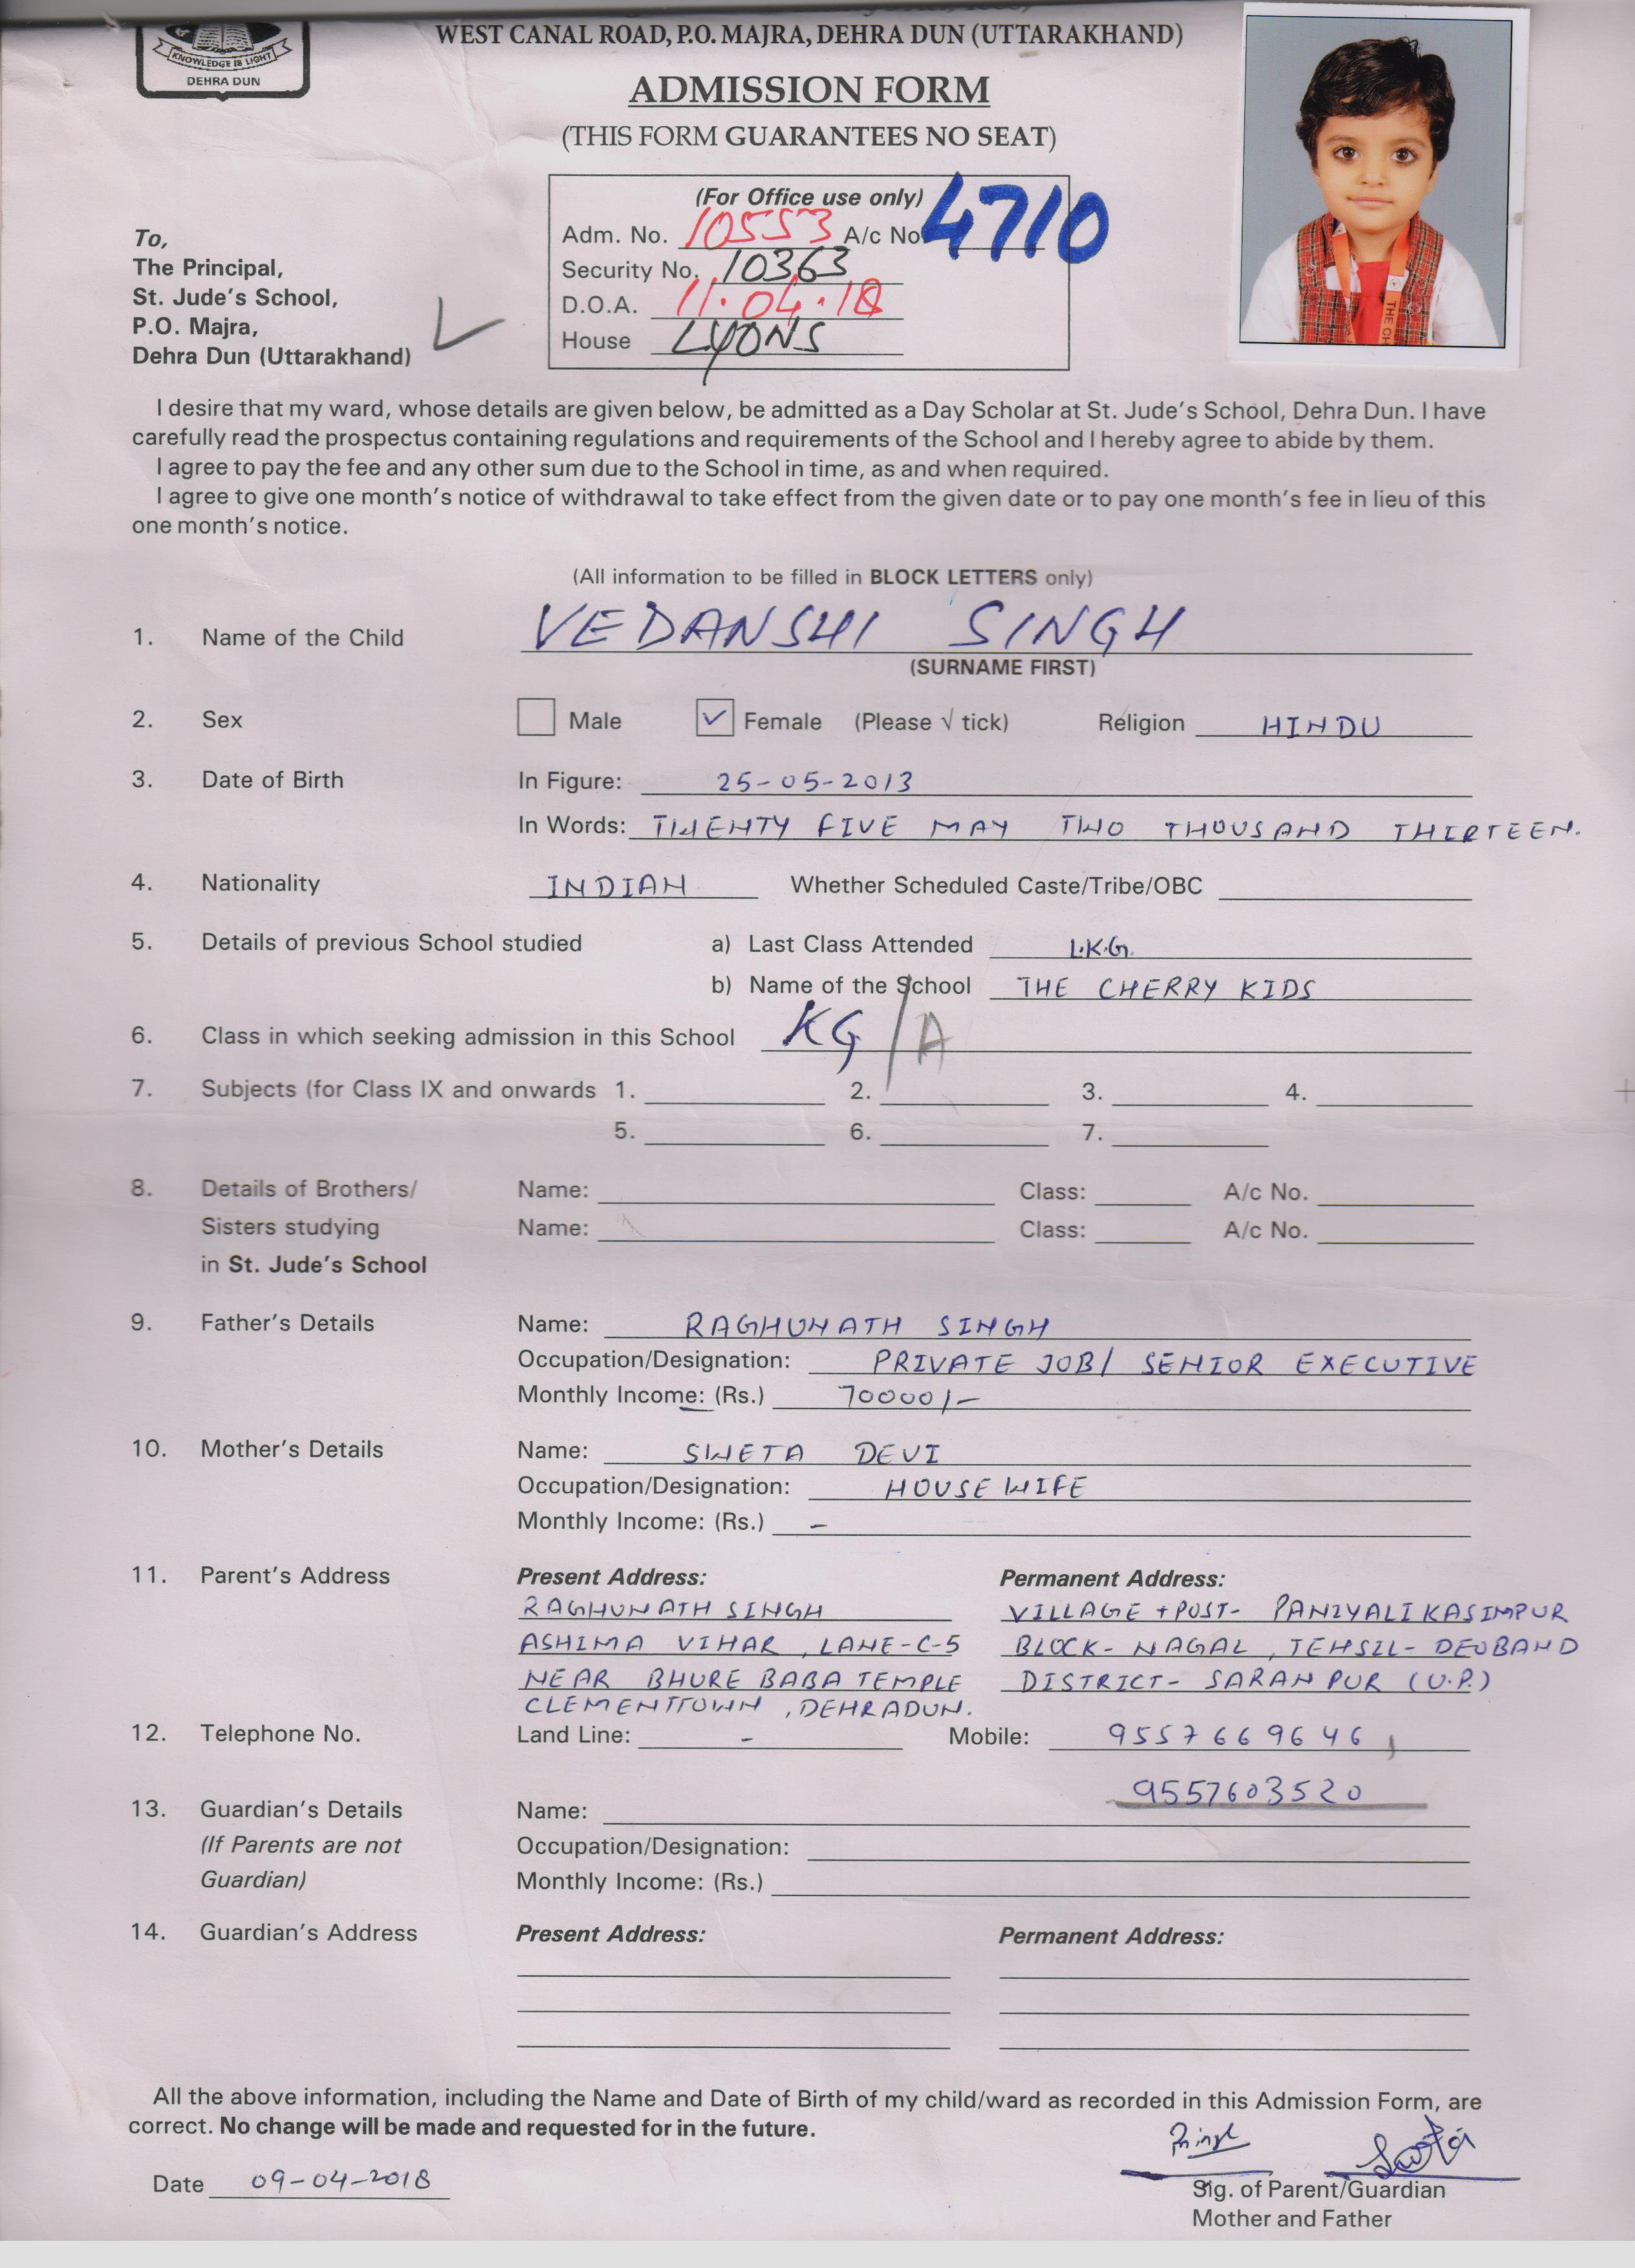 KNOWLEDGE IS LIGHT
DEHRA DUN
WEST CANAL ROAD, P.O. MAJRA, DEHRA DUN (UTTARAKHAND)
ADMISSION FORM
(THIS FORM GUARANTEES NO SEAT)
(For Office use only)
Adm. No. 10553 A/c No. 4710
Security No. 10363
D.O.A. 11.04.18
House LYONS
To,
The Principal,
St. Jude's School,
P.O. Majra,
Dehra Dun (Uttarakhand)
I desire that my ward, whose details are given below, be admitted as a Day Scholar at St. Jude's School, Dehra Dun. I have
carefully read the prospectus containing regulations and requirements of the School and I hereby agree to abide by them.
I agree to pay the fee and any other sum due to the School in time, as and when required.
I agree to give one month's notice of withdrawal to take effect from the given date or to pay one month's fee in lieu of this
one month's notice.
(All information to be filled in BLOCK LETTERS only)
1. Name of the Child VEDANSHI SINGH
(SURNAME FIRST)
2. Sex Male ✓ Female (Please √ tick) Religion HINDU
3. Date of Birth In Figure: 25-05-2013
In Words: TWENTY FIVE MAY TWO THOUSAND THIRTEEN.
4. Nationality INDIAN Whether Scheduled Caste/Tribe/OBC
5. Details of previous School studied a) Last Class Attended L.K.G.
b) Name of the School THE CHERRY KIDS
6. Class in which seeking admission in this School KG/A
7. Subjects (for Class IX and onwards 1. 2. 3. 4.
5. 6. 7.
8. Details of Brothers/ Name: Class: A/c No.
Sisters studying Name: Class: A/c No.
in St. Jude's School
9. Father's Details Name: RAGHUNATH SINGH
Occupation/Designation: PRIVATE JOB/ SENIOR EXECUTIVE
Monthly Income: (Rs.) 70000/-
10. Mother's Details Name: SWETA DEVI
Occupation/Designation: HOUSE WIFE
Monthly Income: (Rs.) -
11. Parent's Address Present Address: Permanent Address:
RAGHUNATH SINGH VILLAGE + POST- PANIYALI KASIMPUR
ASHIMA VIHAR, LANE-C-5 BLOCK- NAGAL, TEHSIL- DEOBAND
NEAR BHURE BABA TEMPLE DISTRICT- SARANPUR (U.P.)
CLEMENTTOWN, DEHRADUN.
12. Telephone No. Land Line: - Mobile: 9557669646,
9557603520
13. Guardian's Details Name:
(If Parents are not Occupation/Designation:
Guardian) Monthly Income: (Rs.)
14. Guardian's Address Present Address: Permanent Address:
All the above information, including the Name and Date of Birth of my child/ward as recorded in this Admission Form, are
correct. No change will be made and requested for in the future.
Date 09-04-2018
Sig. of Parent/Guardian
Mother and Father